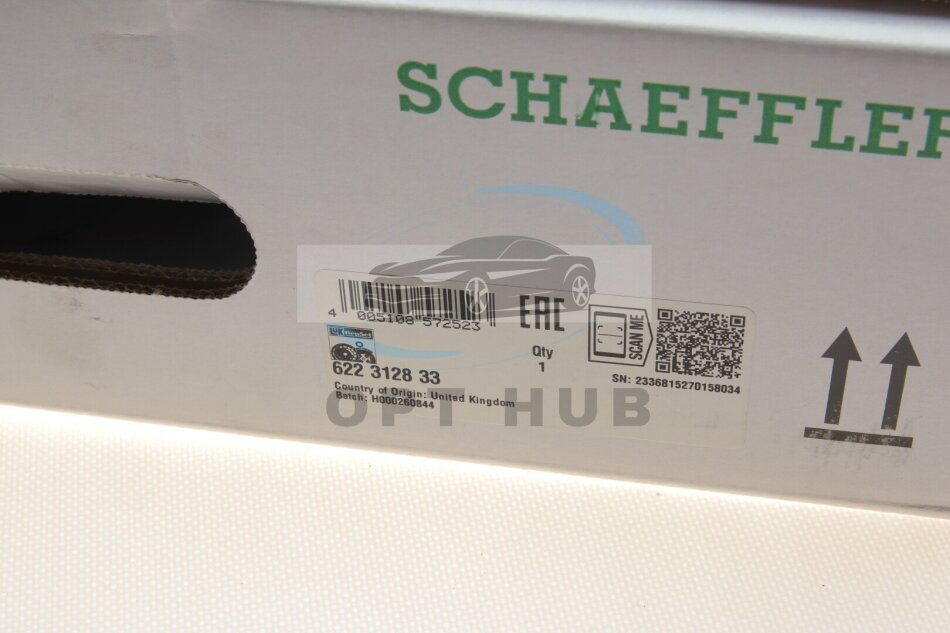 SCHAEFFLER
4 005108 572523
EAC
SCAN ME
Qty
1
622 3128 33
SN: 2336815270158034
Country of Origin: United Kingdom
Batch: H000260844
OPT HUB